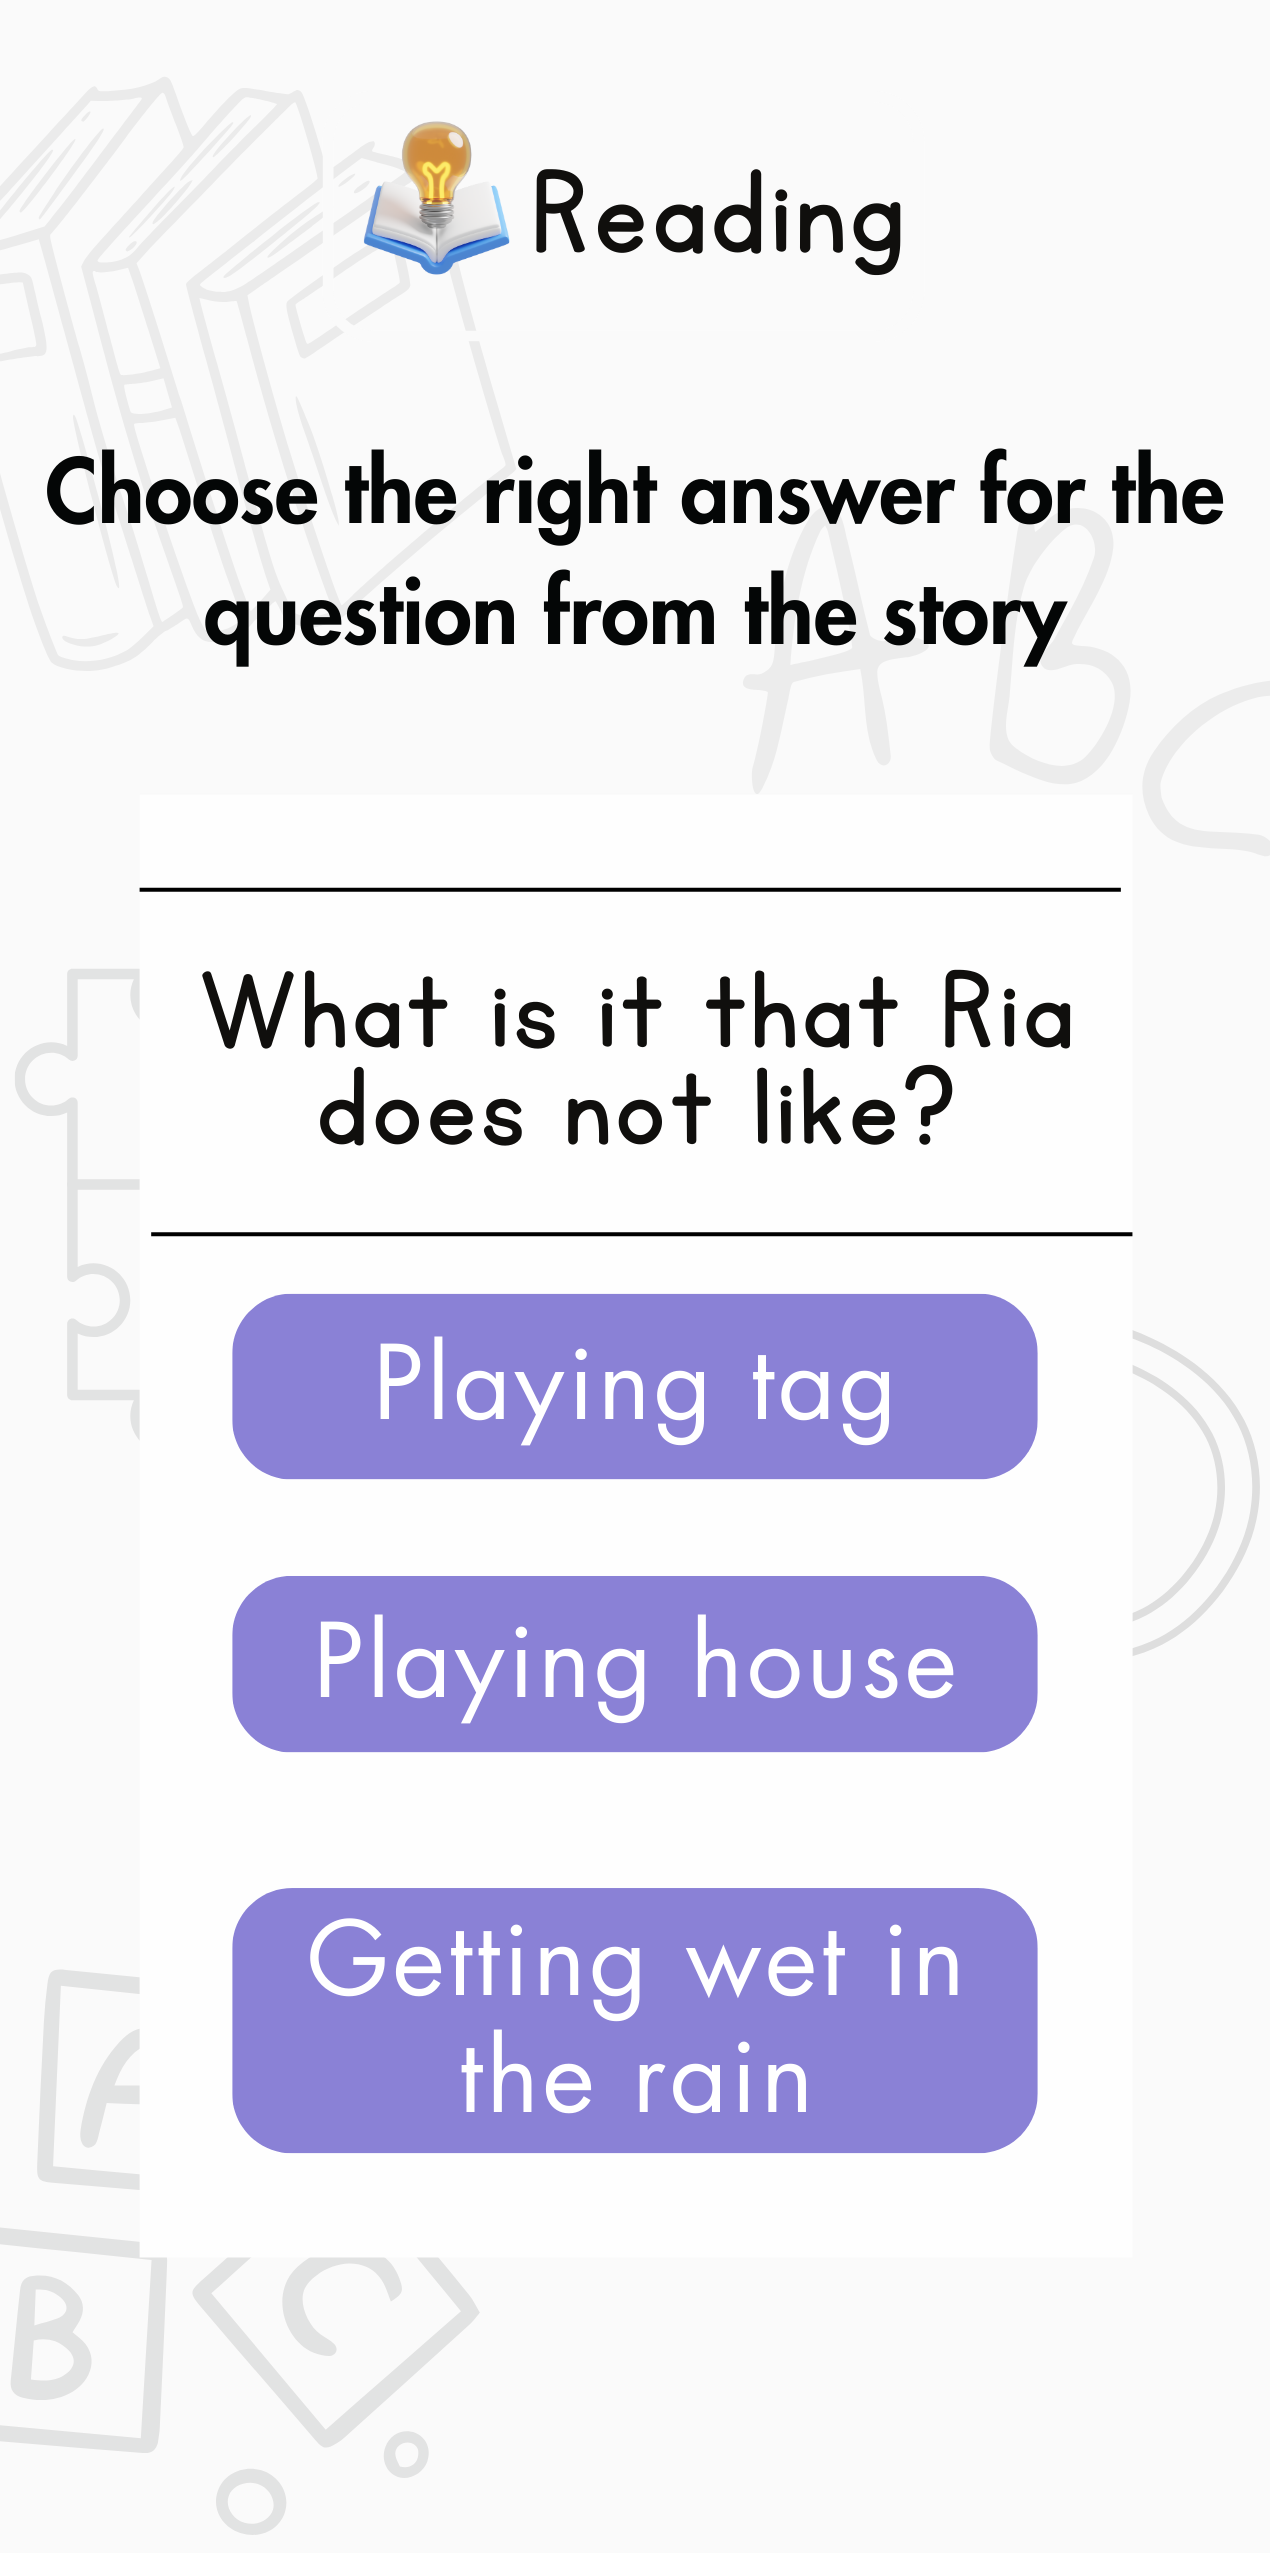 Reading
Choose the right answer for the
question from the story
A B C
What is it that Ria
does not like?
Playing tag
Playing house
Getting wet in
the rain
A
B
C